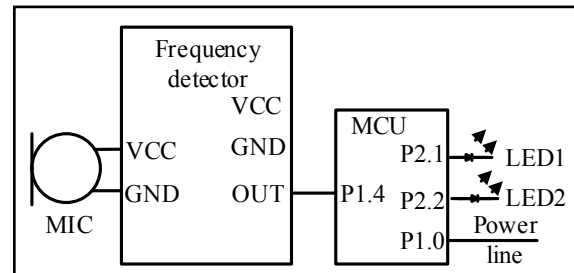 Frequency
detector
VCC
GND
OUT
VCC
GND
MIC
MCU
P1.4
P2.1
P2.2
P1.0
LED1
LED2
Power
line